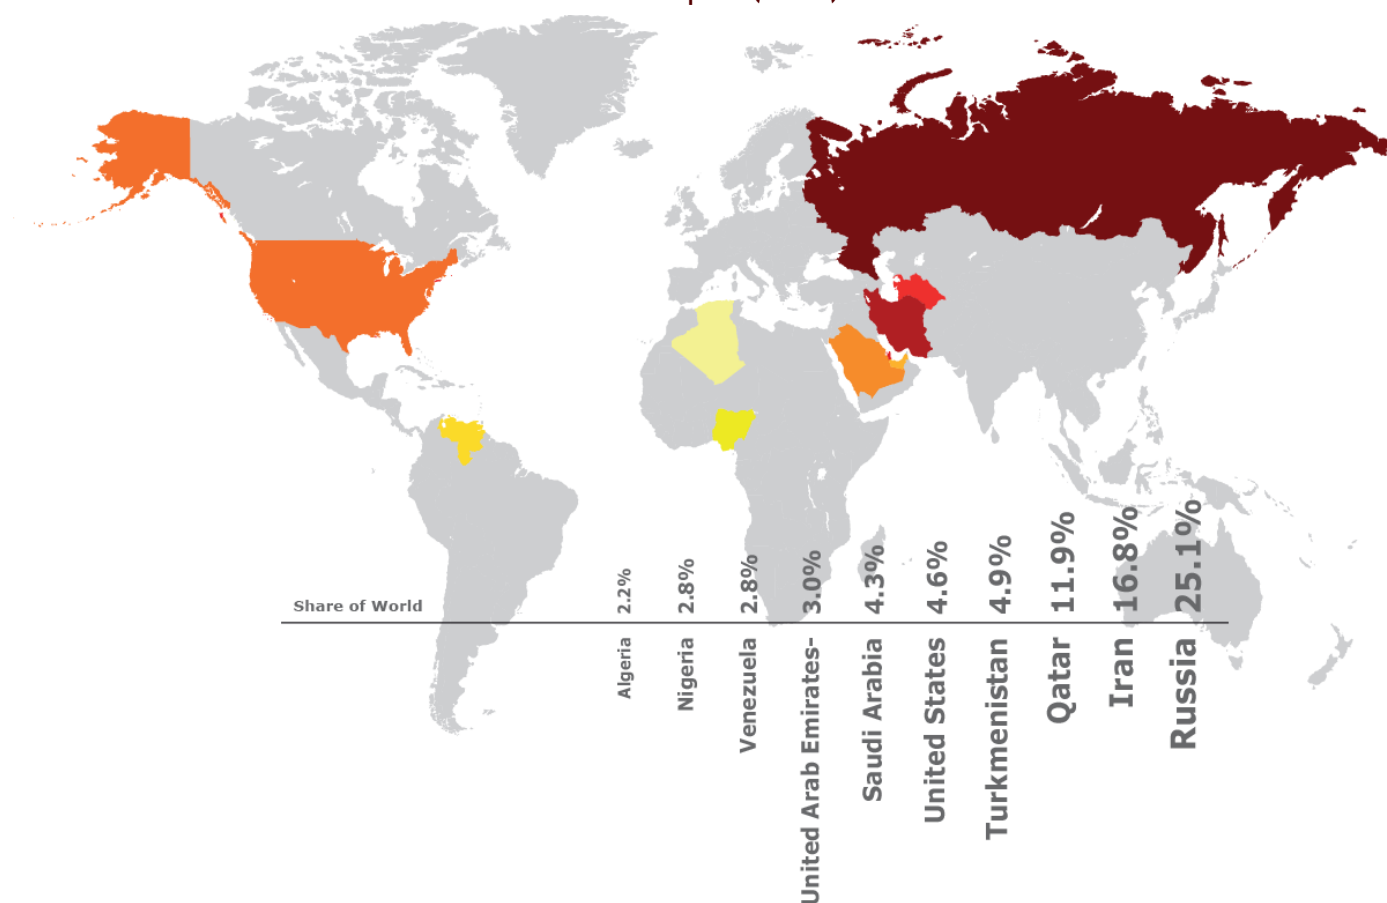 Share of World
2.2%
2.8%
2.8%
3.0%
4.3%
4.6%
4.9%
11.9%
16.8%
25.1%
Algeria
Nigeria
Venezuela
United Arab Emirates-
Saudi Arabia
United States
Turkmenistan
Qatar
Iran
Russia